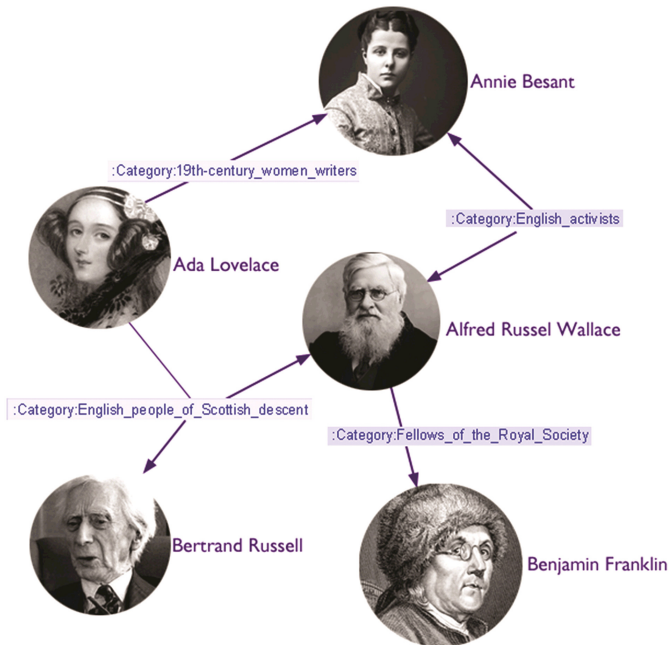 Annie Besant
:Category:19th-century_women_writers
:Category:English_activists
Ada Lovelace
Alfred Russel Wallace
:Category:English_people_of_Scottish_descent
:Category:Fellows_of_the_Royal_Society
Bertrand Russell
Benjamin Franklin